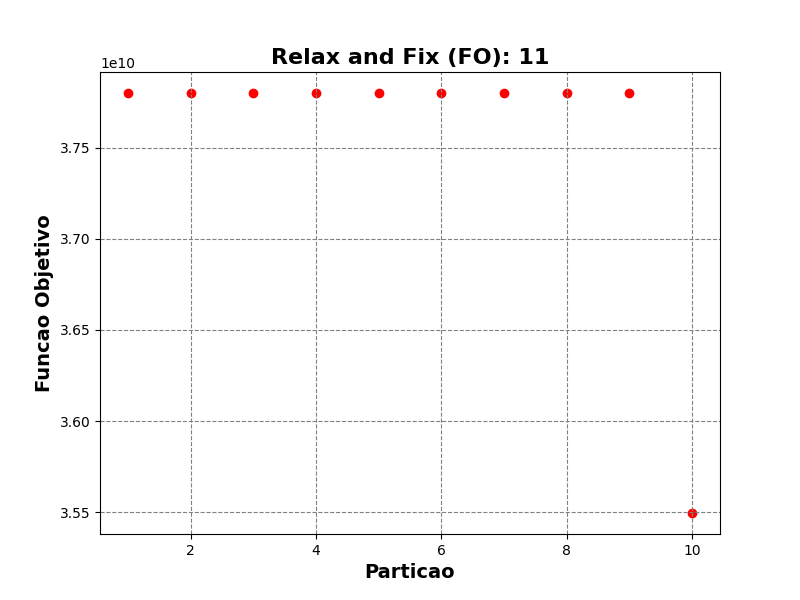 Relax and Fix (FO): 11
1e10
3.75
3.70
3.65
3.60
3.55
Funcao Objetivo
2 4 6 8 10
Particao